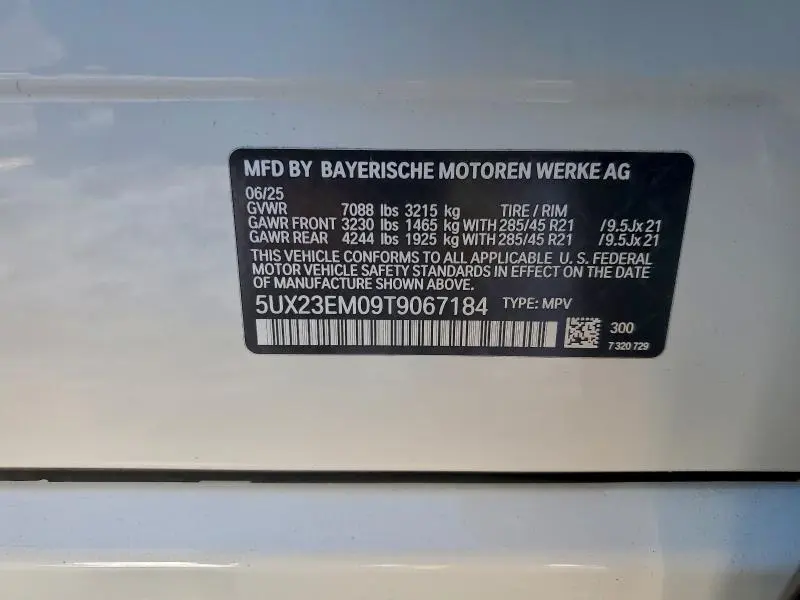 MFD BY BAYERISCHE MOTOREN WERKE AG
06/25
GVWR 7088 lbs 3215 kg TIRE / RIM
GAWR FRONT 3230 lbs 1465 kg WITH 285/45 R21 /9.5Jx21
GAWR REAR 4244 lbs 1925 kg WITH 285/45 R21 /9.5Jx21
THIS VEHICLE CONFORMS TO ALL APPLICABLE U. S. FEDERAL
MOTOR VEHICLE SAFETY STANDARDS IN EFFECT ON THE DATE
OF MANUFACTURE SHOWN ABOVE.
5UX23EM09T9067184 TYPE: MPV
300
7 320 729